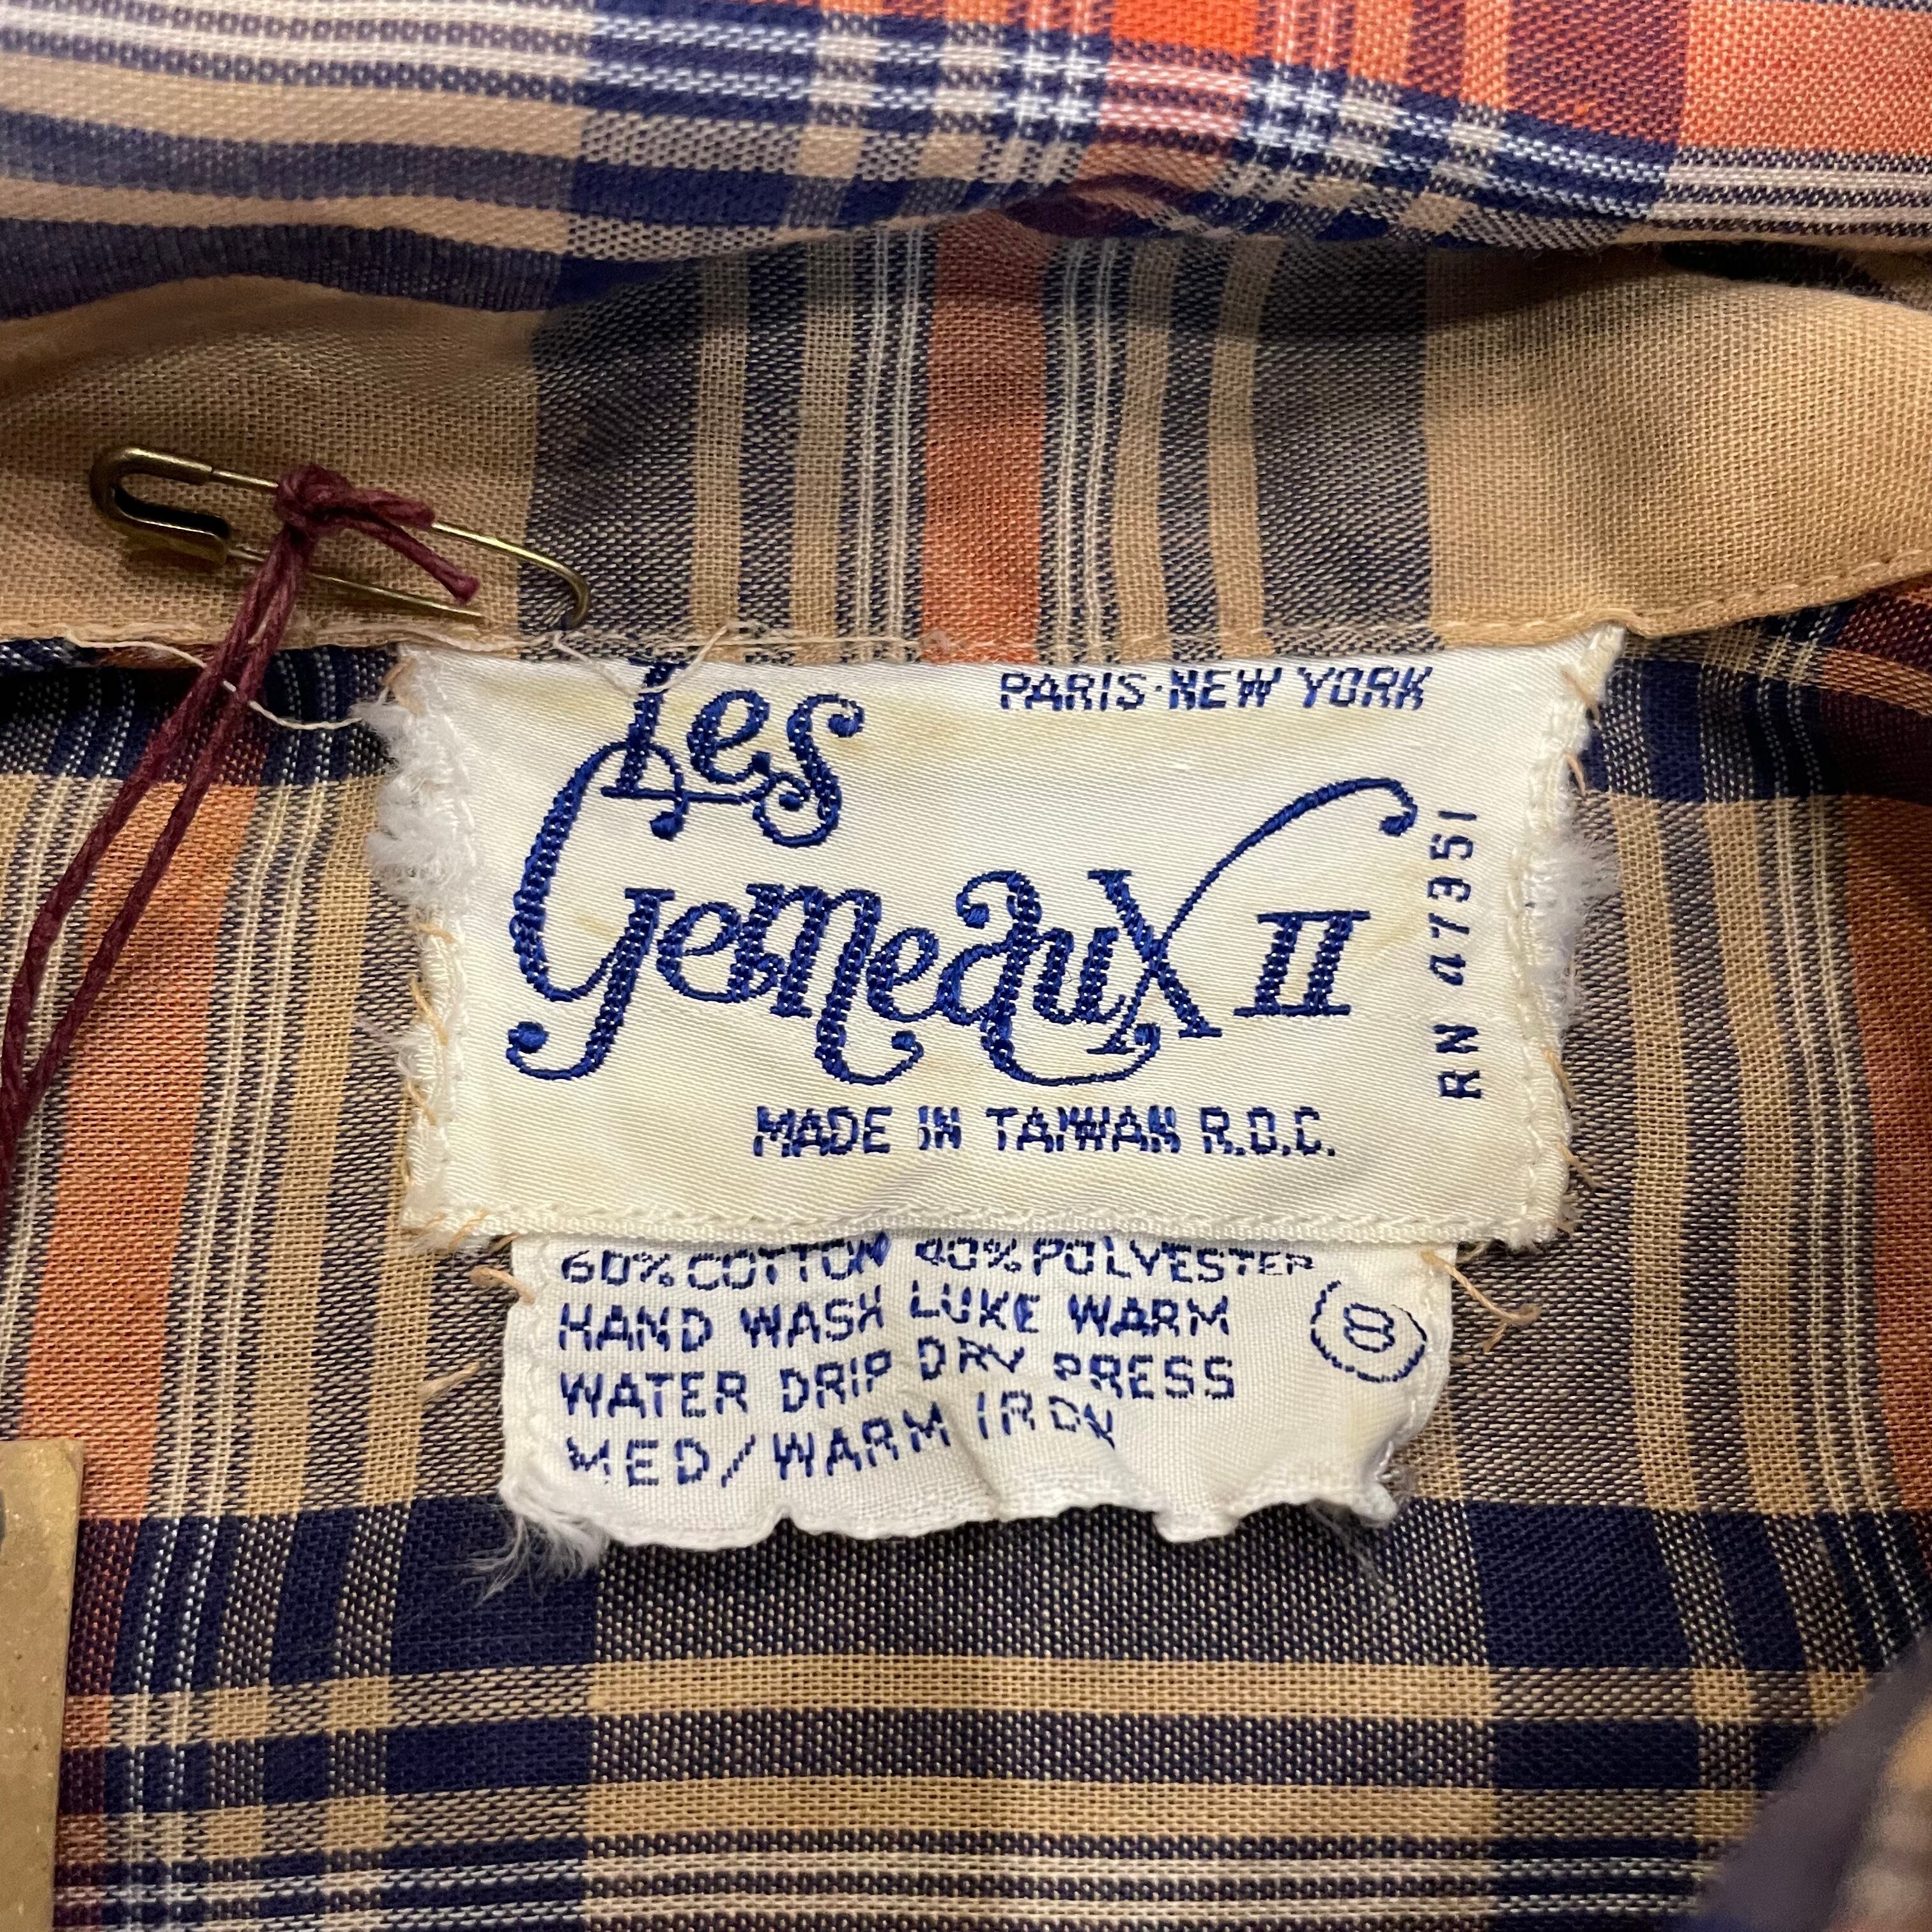 Les
PARIS·NEW YORK
Gemeaux II
RN a7351
MADE IN TAIWAN R.O.C.
60% COTTON 40% POLYESTER
HAND WASH LUKE WARM
8
WATER DRIP DRY PRESS
MED/WARM IRON